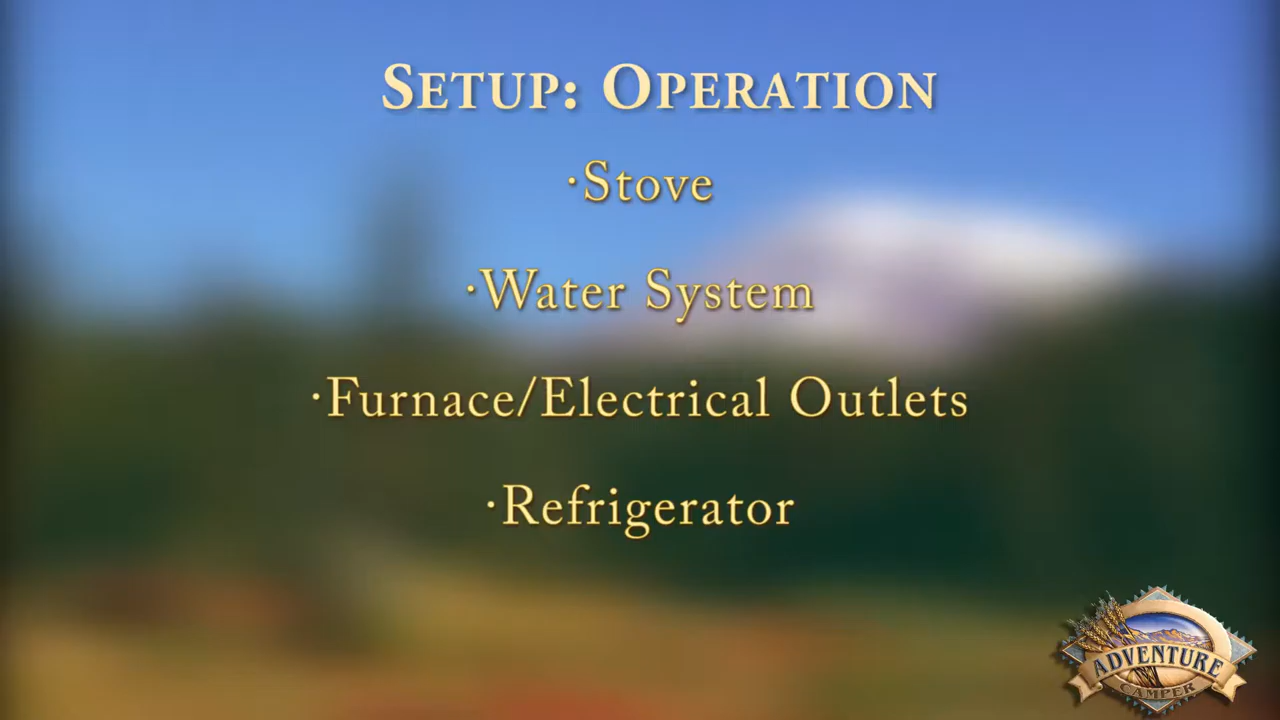 Setup: Operation
·Stove
·Water System
·Furnace/Electrical Outlets
·Refrigerator
ADVENTURE
CAMPER